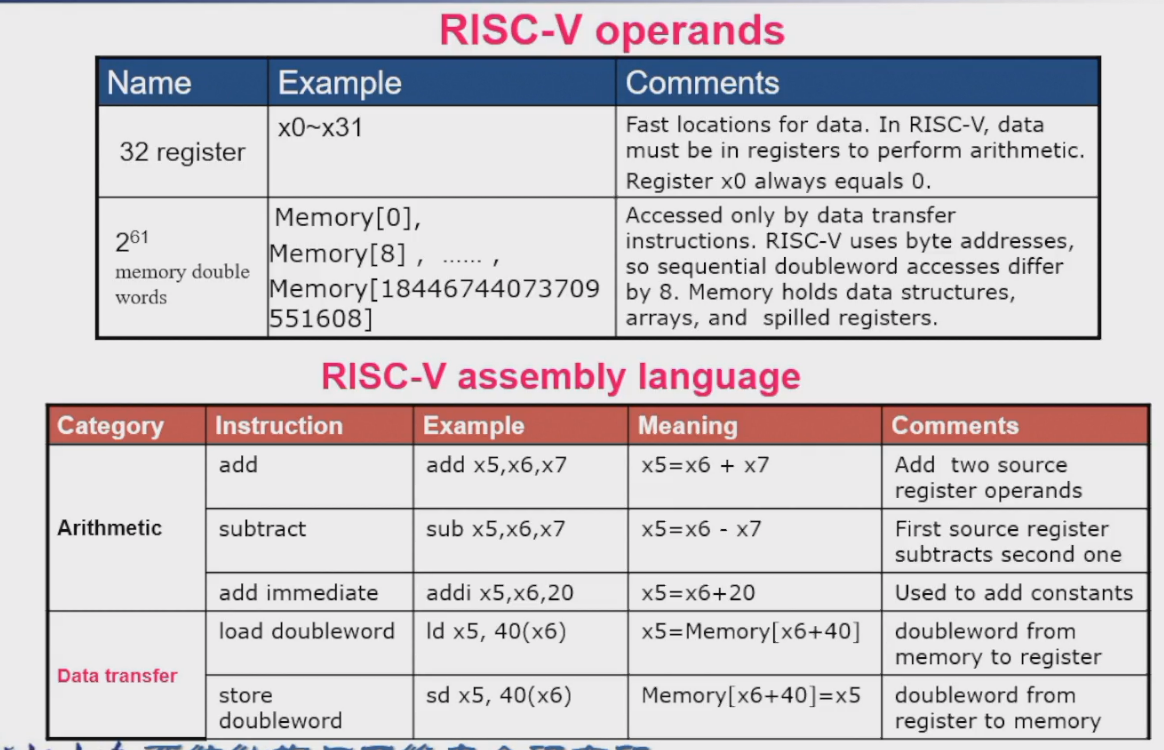 RISC-V operands
Name Example Comments
32 register
x0~x31
Fast locations for data. In RISC-V, data
must be in registers to perform arithmetic.
Register x0 always equals 0.
2⁶¹
memory double
words
Memory[0],
Memory[8] , …… ,
Memory[18446744073709
551608]
Accessed only by data transfer
instructions. RISC-V uses byte addresses,
so sequential doubleword accesses differ
by 8. Memory holds data structures,
arrays, and spilled registers.
RISC-V assembly language
Category Instruction Example Meaning Comments
Arithmetic
add
add x5,x6,x7
x5=x6 + x7
Add two source
register operands
subtract
sub x5,x6,x7
x5=x6 - x7
First source register
subtracts second one
add immediate
addi x5,x6,20
x5=x6+20
Used to add constants
Data transfer
load doubleword
ld x5, 40(x6)
x5=Memory[x6+40]
doubleword from
memory to register
store
doubleword
sd x5, 40(x6)
Memory[x6+40]=x5
doubleword from
register to memory